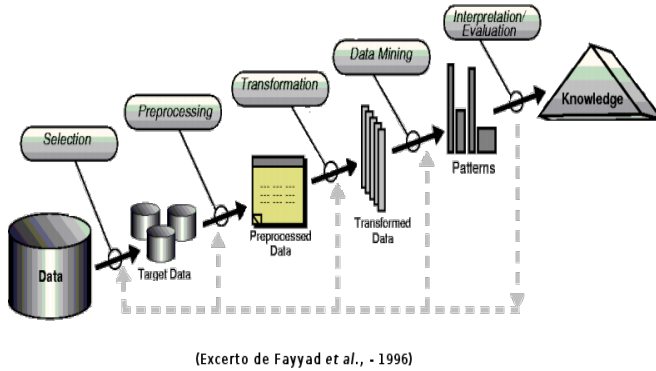 Interpretation/
Evaluation
Data Mining
Transformation
Preprocessing
Selection
Knowledge
Patterns
Transformed
Data
Preprocessed
Data
Target Data
Data
(Excerto de Fayyad et al., - 1996)